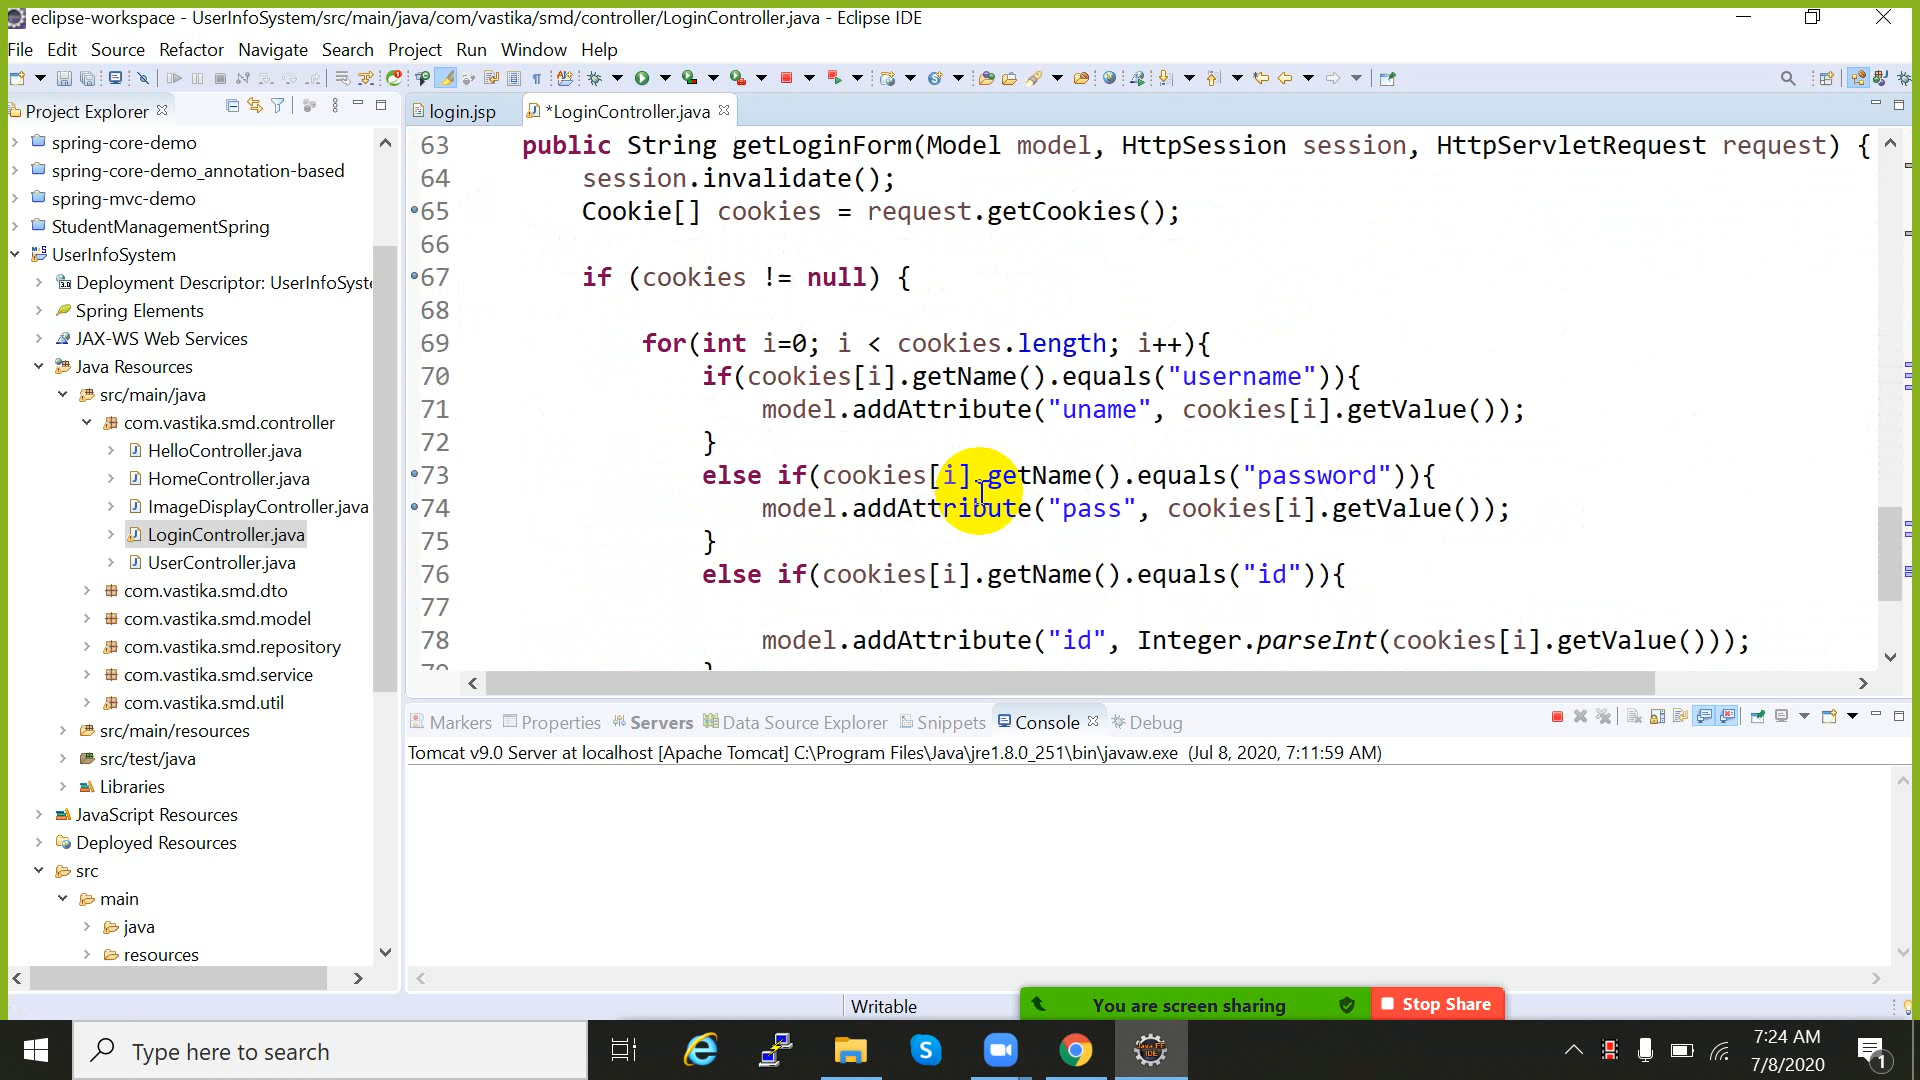 eclipse-workspace - UserInfoSystem/src/main/java/com/vastika/smd/controller/LoginController.java - Eclipse IDE
File Edit Source Refactor Navigate Search Project Run Window Help
Project Explorer
login.jsp
*LoginController.java
spring-core-demo
spring-core-demo_annotation-based
spring-mvc-demo
StudentManagementSpring
UserInfoSystem
Deployment Descriptor: UserInfoSyste
Spring Elements
JAX-WS Web Services
Java Resources
src/main/java
com.vastika.smd.controller
HelloController.java
HomeController.java
ImageDisplayController.java
LoginController.java
UserController.java
com.vastika.smd.dto
com.vastika.smd.model
com.vastika.smd.repository
com.vastika.smd.service
com.vastika.smd.util
src/main/resources
src/test/java
Libraries
JavaScript Resources
Deployed Resources
src
main
java
resources
63 public String getLoginForm(Model model, HttpSession session, HttpServletRequest request) {
64 session.invalidate();
65 Cookie[] cookies = request.getCookies();
66
67 if (cookies != null) {
68
69 for(int i=0; i < cookies.length; i++){
70 if(cookies[i].getName().equals("username")){
71 model.addAttribute("uname", cookies[i].getValue());
72 }
73 else if(cookies[i].getName().equals("password")){
74 model.addAttribute("pass", cookies[i].getValue());
75 }
76 else if(cookies[i].getName().equals("id")){
77
78 model.addAttribute("id", Integer.parseInt(cookies[i].getValue()));
Markers Properties Servers Data Source Explorer Snippets Console Debug
Tomcat v9.0 Server at localhost [Apache Tomcat] C:\Program Files\Java\jre1.8.0_251\bin\javaw.exe (Jul 8, 2020, 7:11:59 AM)
Writable
You are screen sharing
Stop Share
Type here to search
7:24 AM
7/8/2020
1